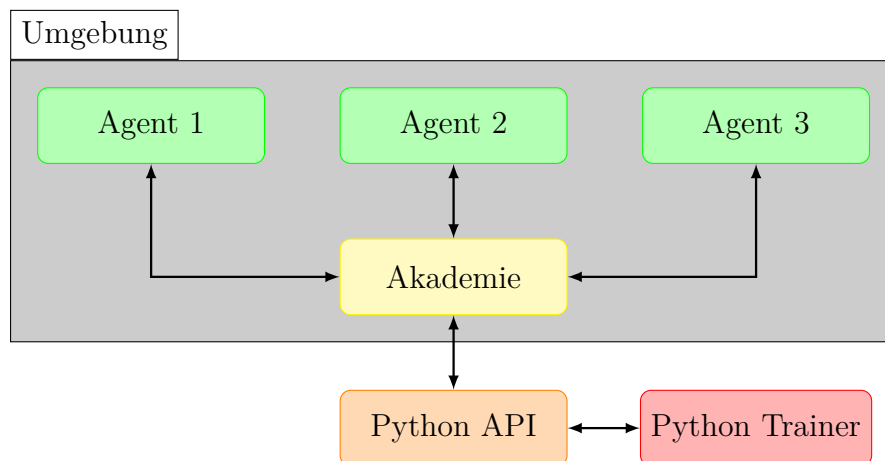 Umgebung
Agent 1
Agent 2
Agent 3
Akademie
Python API
Python Trainer